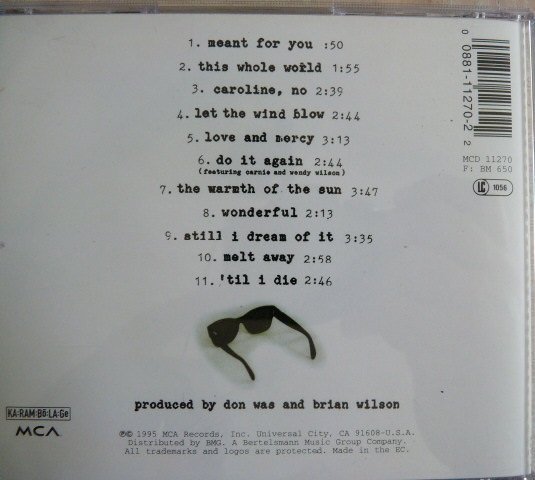 1. meant for you :50
2. this whole world 1:55
3. caroline, no 2:39
4. let the wind blow 2:44
5. love and mercy 3:13
6. do it again 2:44
(featuring carnie and wendy wilson)
7. the warmth of the sun 3:47
8. wonderful 2:13
9. still i dream of it 3:35
10. melt away 2:58
11. 'til i die 2:46
produced by don was and brian wilson
KA·RAM·BÔ·LA·Ge
MCA
℗© 1995 MCA Records, Inc. Universal City, CA 91608-U.S.A.
Distributed by BMG. A Bertelsmann Music Group Company.
All trademarks and logos are protected. Made in the EC.
0 0881-11270-2 2
MCD 11270
F: BM 650
LC 1056